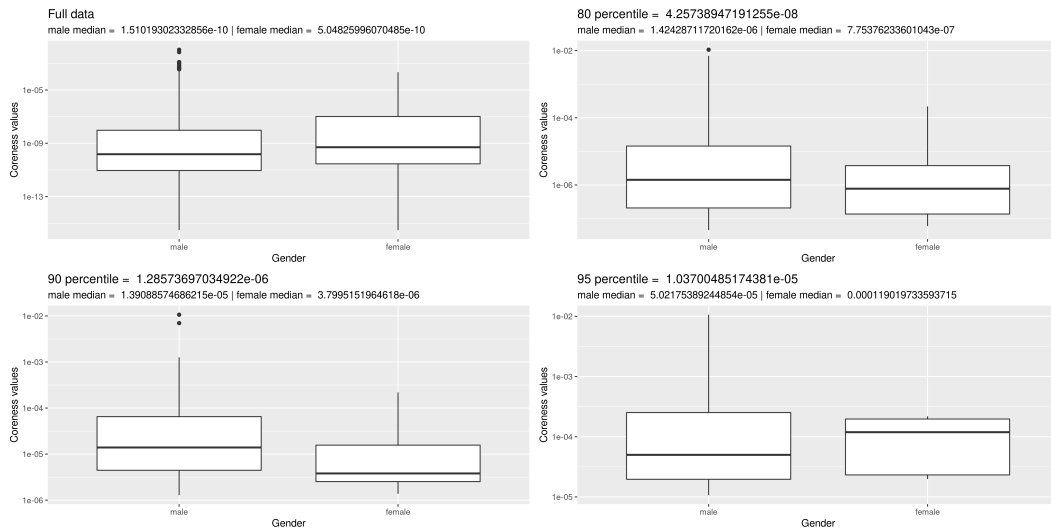 Full data
male median =  1.51019302332856e-10 | female median =  5.04825996070485e-10
Coreness values
1e-05
1e-09
1e-13
male
female
Gender
80 percentile =  4.25738947191255e-08
male median =  1.42428711720162e-06 | female median =  7.75376233601043e-07
Coreness values
1e-02
1e-04
1e-06
male
female
Gender
90 percentile =  1.28573697034922e-06
male median =  1.39088574686215e-05 | female median =  3.7995151964618e-06
Coreness values
1e-02
1e-03
1e-04
1e-05
1e-06
male
female
Gender
95 percentile =  1.03700485174381e-05
male median =  5.02175389244854e-05 | female median =  0.000119019733593715
Coreness values
1e-02
1e-03
1e-04
1e-05
male
female
Gender